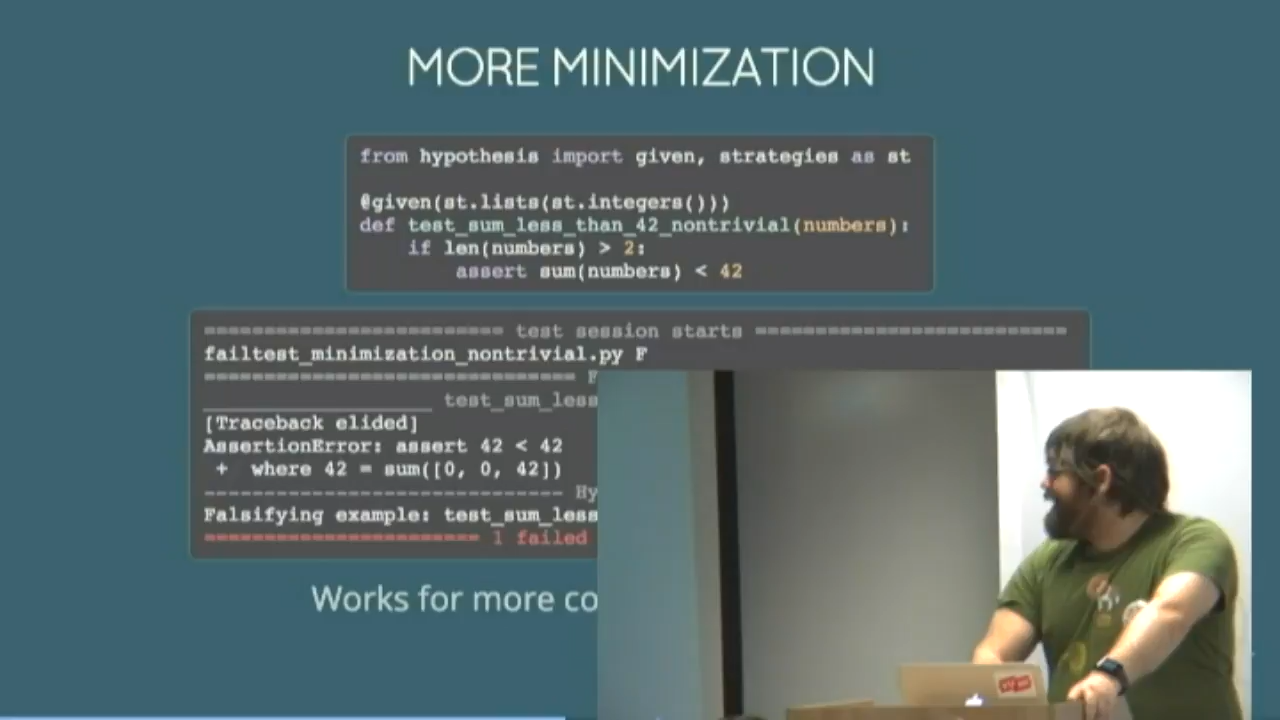 MORE MINIMIZATION
from hypothesis import given, strategies as st
@given(st.lists(st.integers()))
def test_sum_less_than_42_nontrivial(numbers):
    if len(numbers) > 2:
        assert sum(numbers) < 42
========================= test session starts ==========================
failtest_minimization_nontrivial.py F
=============================== F
___________________ test_sum_less
[Traceback elided]
AssertionError: assert 42 < 42
 +  where 42 = sum([0, 0, 42])
------------------------------ Hy
Falsifying example: test_sum_less
======================= 1 failed
Works for more co